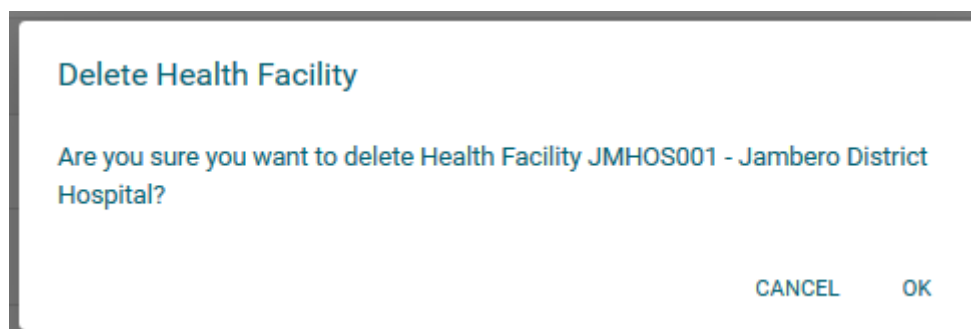 Delete Health Facility
Are you sure you want to delete Health Facility JMHOS001 - Jambero District
Hospital?
CANCEL OK